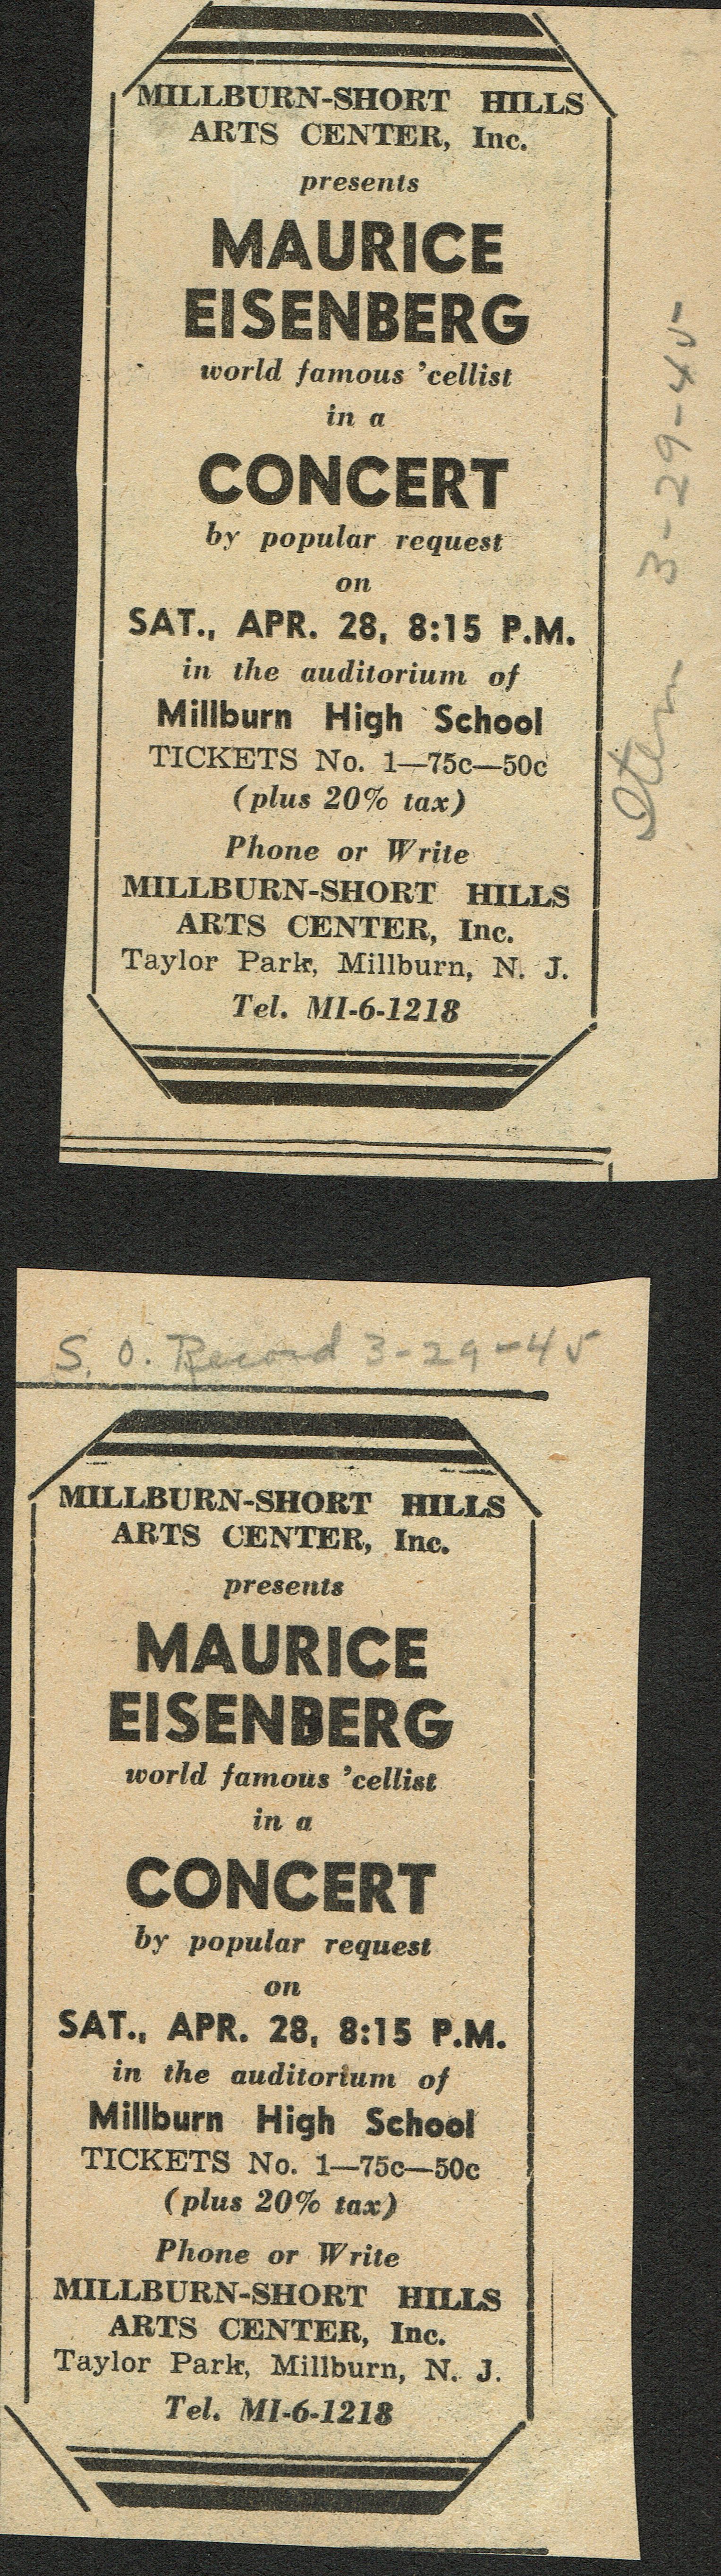 MILLBURN-SHORT HILLS
ARTS CENTER, Inc.
presents
MAURICE
EISENBERG
world famous 'cellist
in a
CONCERT
by popular request
on
SAT., APR. 28, 8:15 P.M.
in the auditorium of
Millburn High School
TICKETS No. 1—75c—50c
(plus 20% tax)
Phone or Write
MILLBURN-SHORT HILLS
ARTS CENTER, Inc.
Taylor Park, Millburn, N. J.
Tel. MI-6-1218
Item 3-29-45
S. O. Record 3-29-45
MILLBURN-SHORT HILLS
ARTS CENTER, Inc.
presents
MAURICE
EISENBERG
world famous 'cellist
in a
CONCERT
by popular request
on
SAT., APR. 28, 8:15 P.M.
in the auditorium of
Millburn High School
TICKETS No. 1—75c—50c
(plus 20% tax)
Phone or Write
MILLBURN-SHORT HILLS
ARTS CENTER, Inc.
Taylor Park, Millburn, N. J.
Tel. MI-6-1218